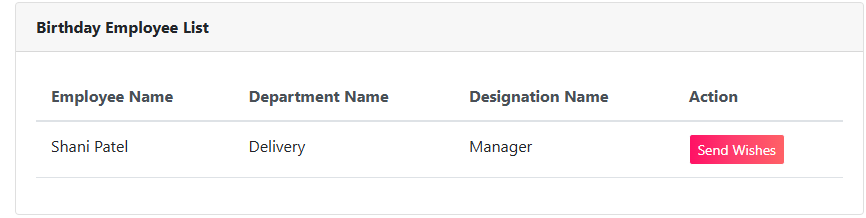 Birthday Employee List
Employee Name Department Name Designation Name Action
Shani Patel Delivery Manager Send Wishes